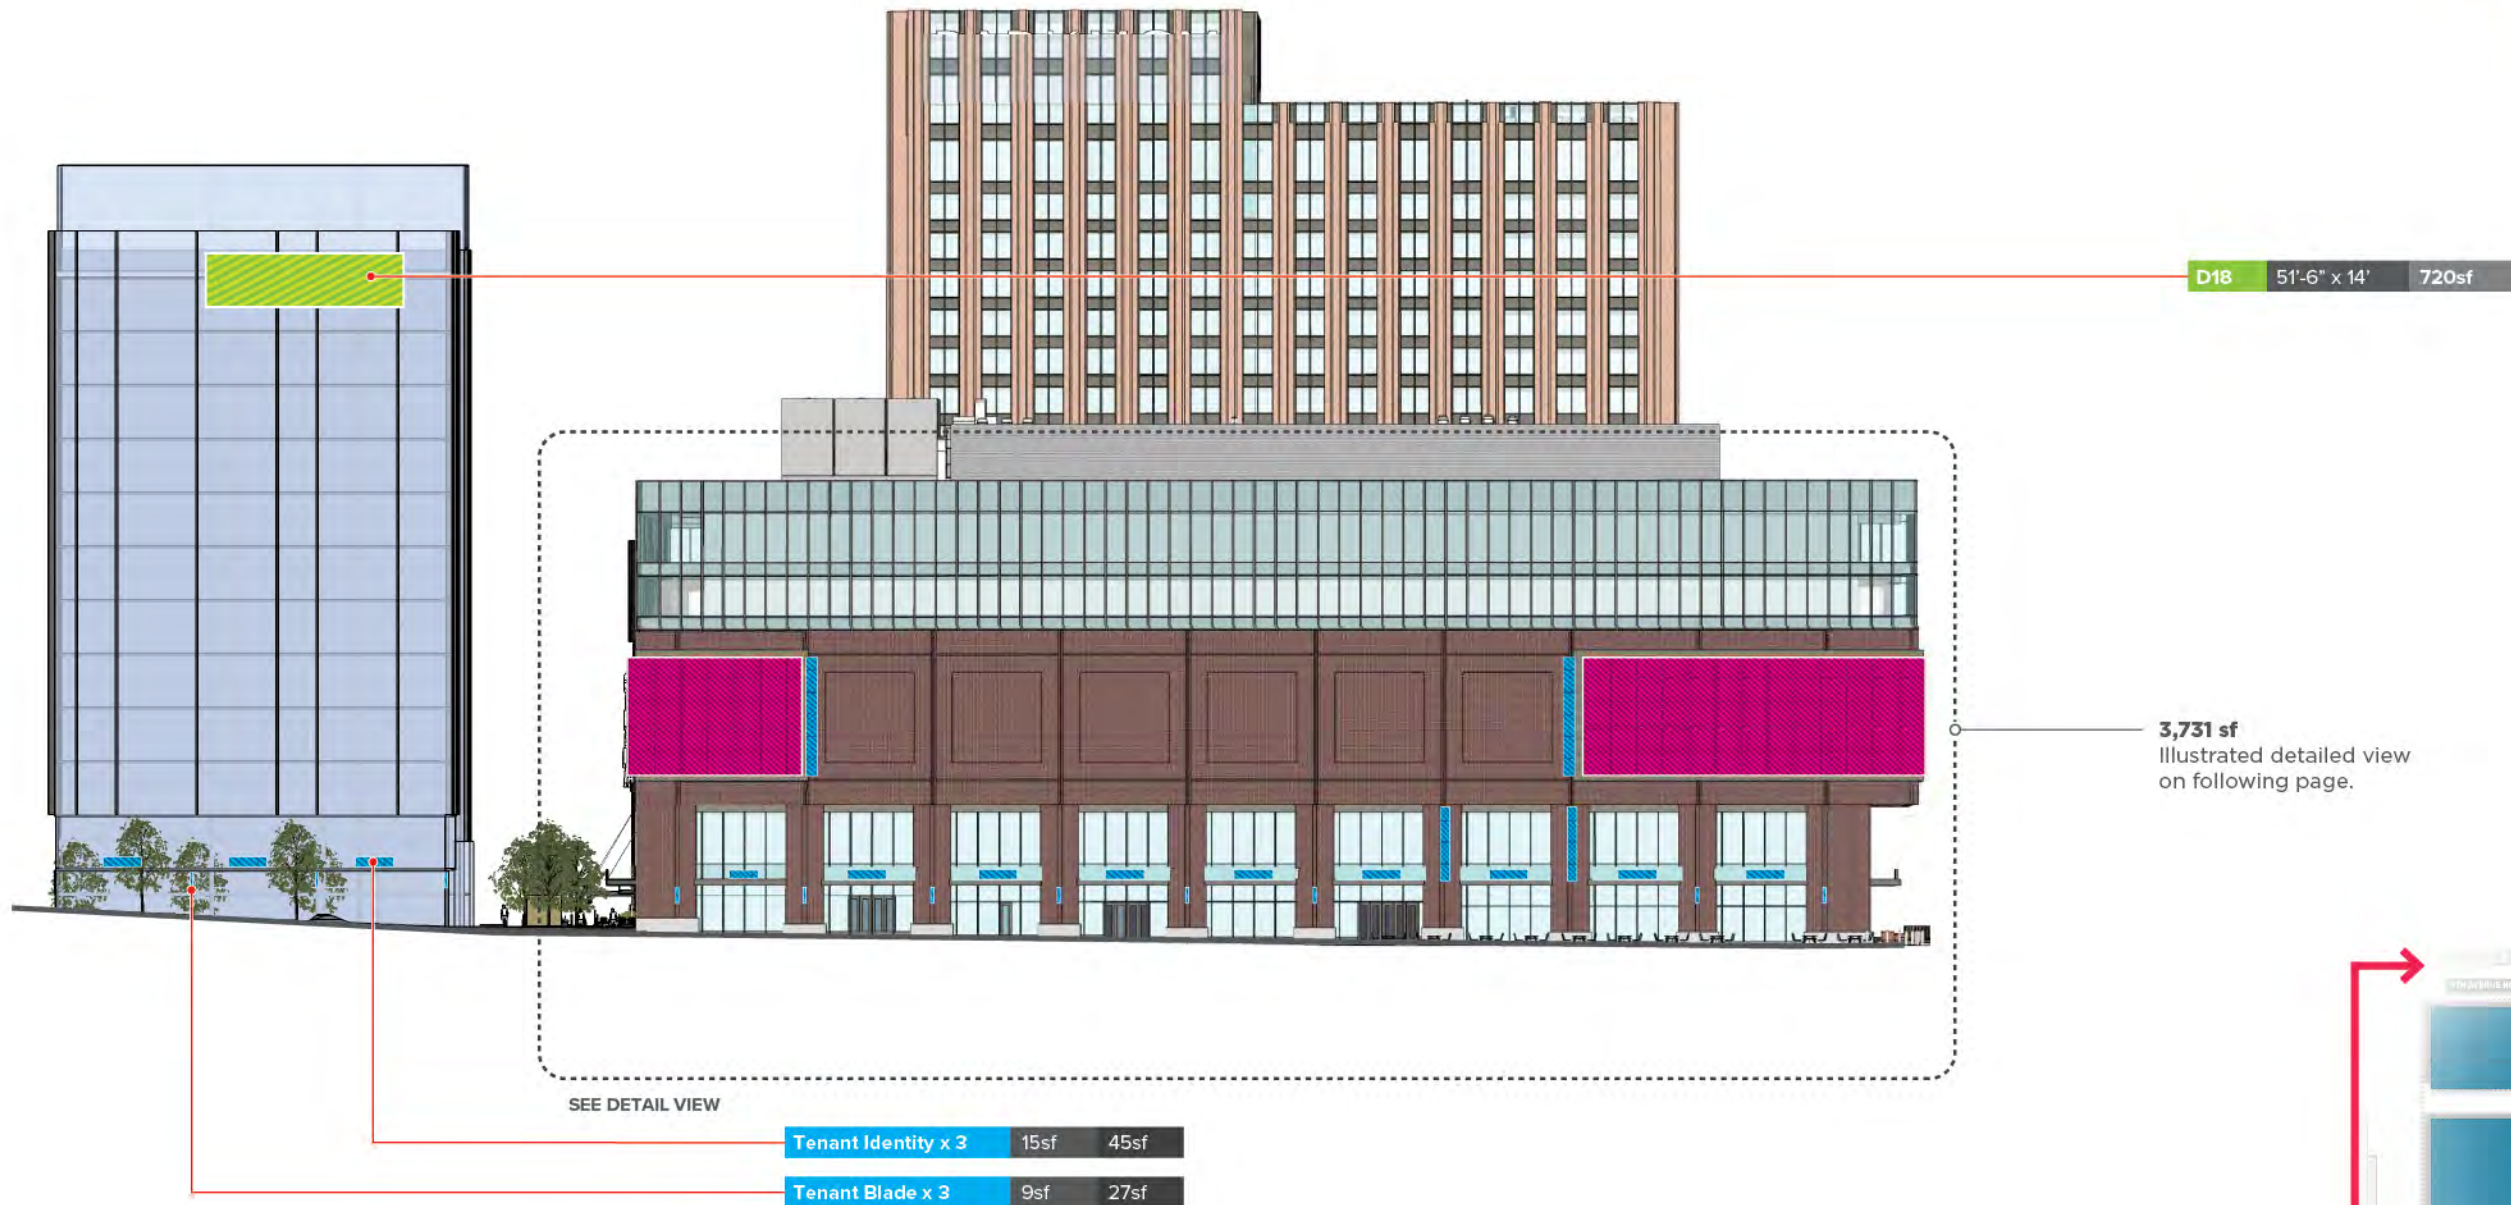 D18 51'-6" x 14' 720sf
3,731 sf
Illustrated detailed view
on following page.
SEE DETAIL VIEW
Tenant Identity x 3 15sf 45sf
Tenant Blade x 3 9sf 27sf